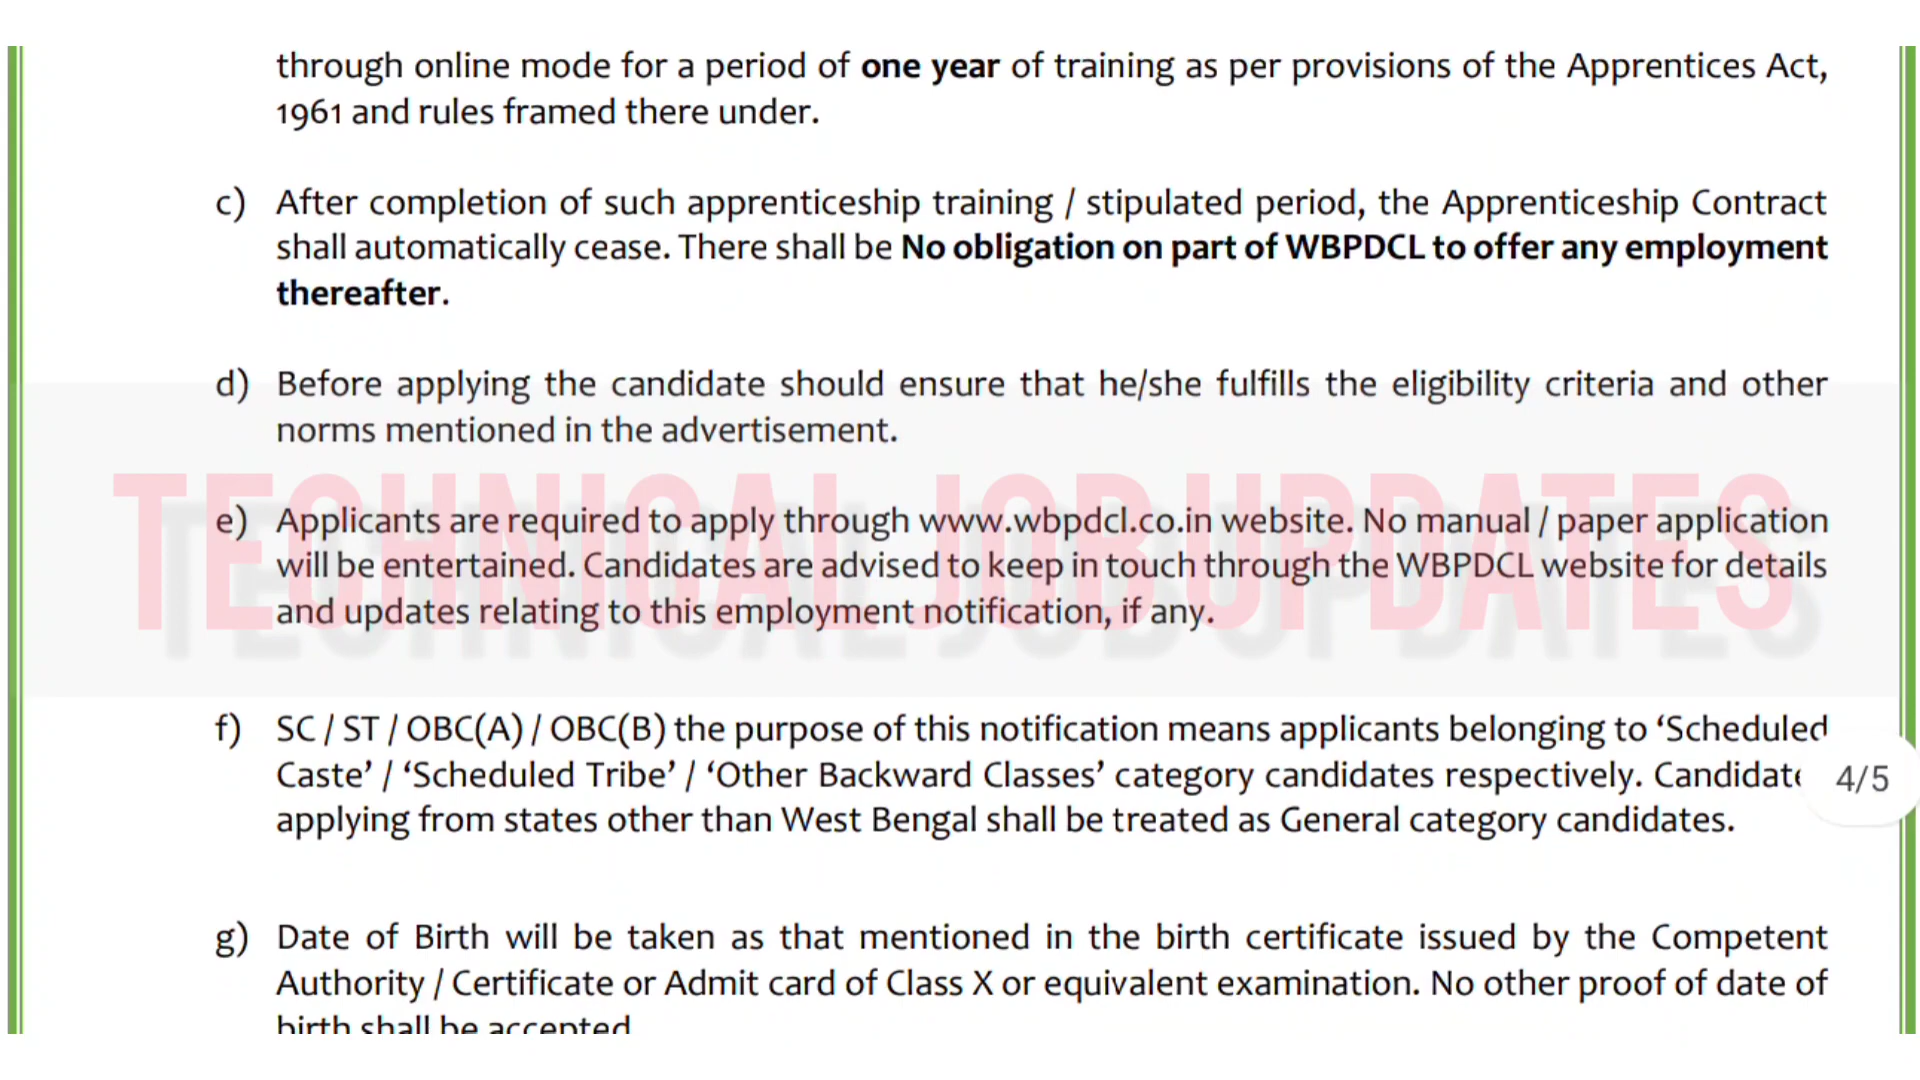 through online mode for a period of one year of training as per provisions of the Apprentices Act,
1961 and rules framed there under.
c) After completion of such apprenticeship training / stipulated period, the Apprenticeship Contract
shall automatically cease. There shall be No obligation on part of WBPDCL to offer any employment
thereafter.
d) Before applying the candidate should ensure that he/she fulfills the eligibility criteria and other
norms mentioned in the advertisement.
TECHNICAL JOB UPDATES
e) Applicants are required to apply through www.wbpdcl.co.in website. No manual / paper application
will be entertained. Candidates are advised to keep in touch through the WBPDCL website for details
and updates relating to this employment notification, if any.
f) SC / ST / OBC(A) / OBC(B) the purpose of this notification means applicants belonging to ‘Scheduled
Caste’ / ‘Scheduled Tribe’ / ‘Other Backward Classes’ category candidates respectively. Candidate
4/5
applying from states other than West Bengal shall be treated as General category candidates.
g) Date of Birth will be taken as that mentioned in the birth certificate issued by the Competent
Authority / Certificate or Admit card of Class X or equivalent examination. No other proof of date of
birth shall be accepted